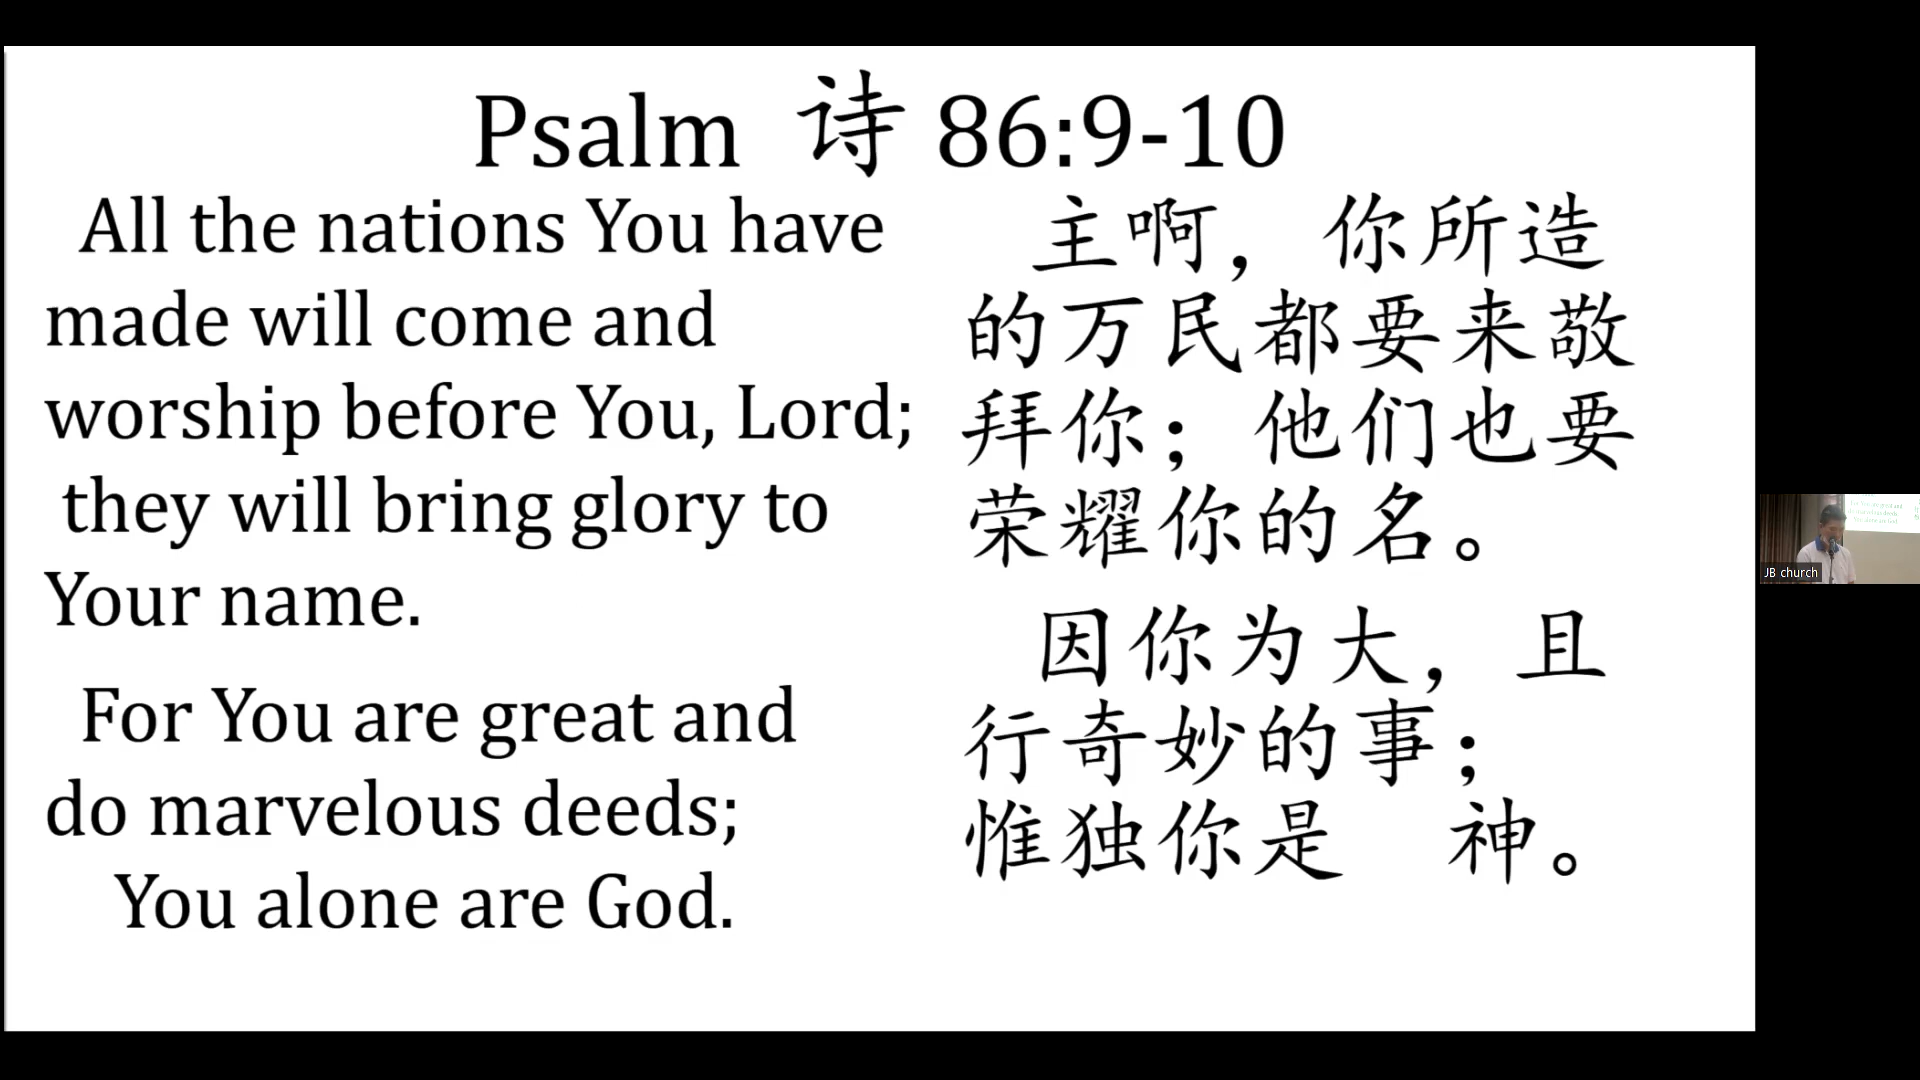 Psalm 诗 86:9-10
All the nations You have
made will come and
worship before You, Lord;
they will bring glory to
Your name.
For You are great and
do marvelous deeds;
You alone are God.
主啊，你所造
的万民都要来敬
拜你；他们也要
荣耀你的名。
因你为大，且
行奇妙的事；
惟独你是 神。
JB church